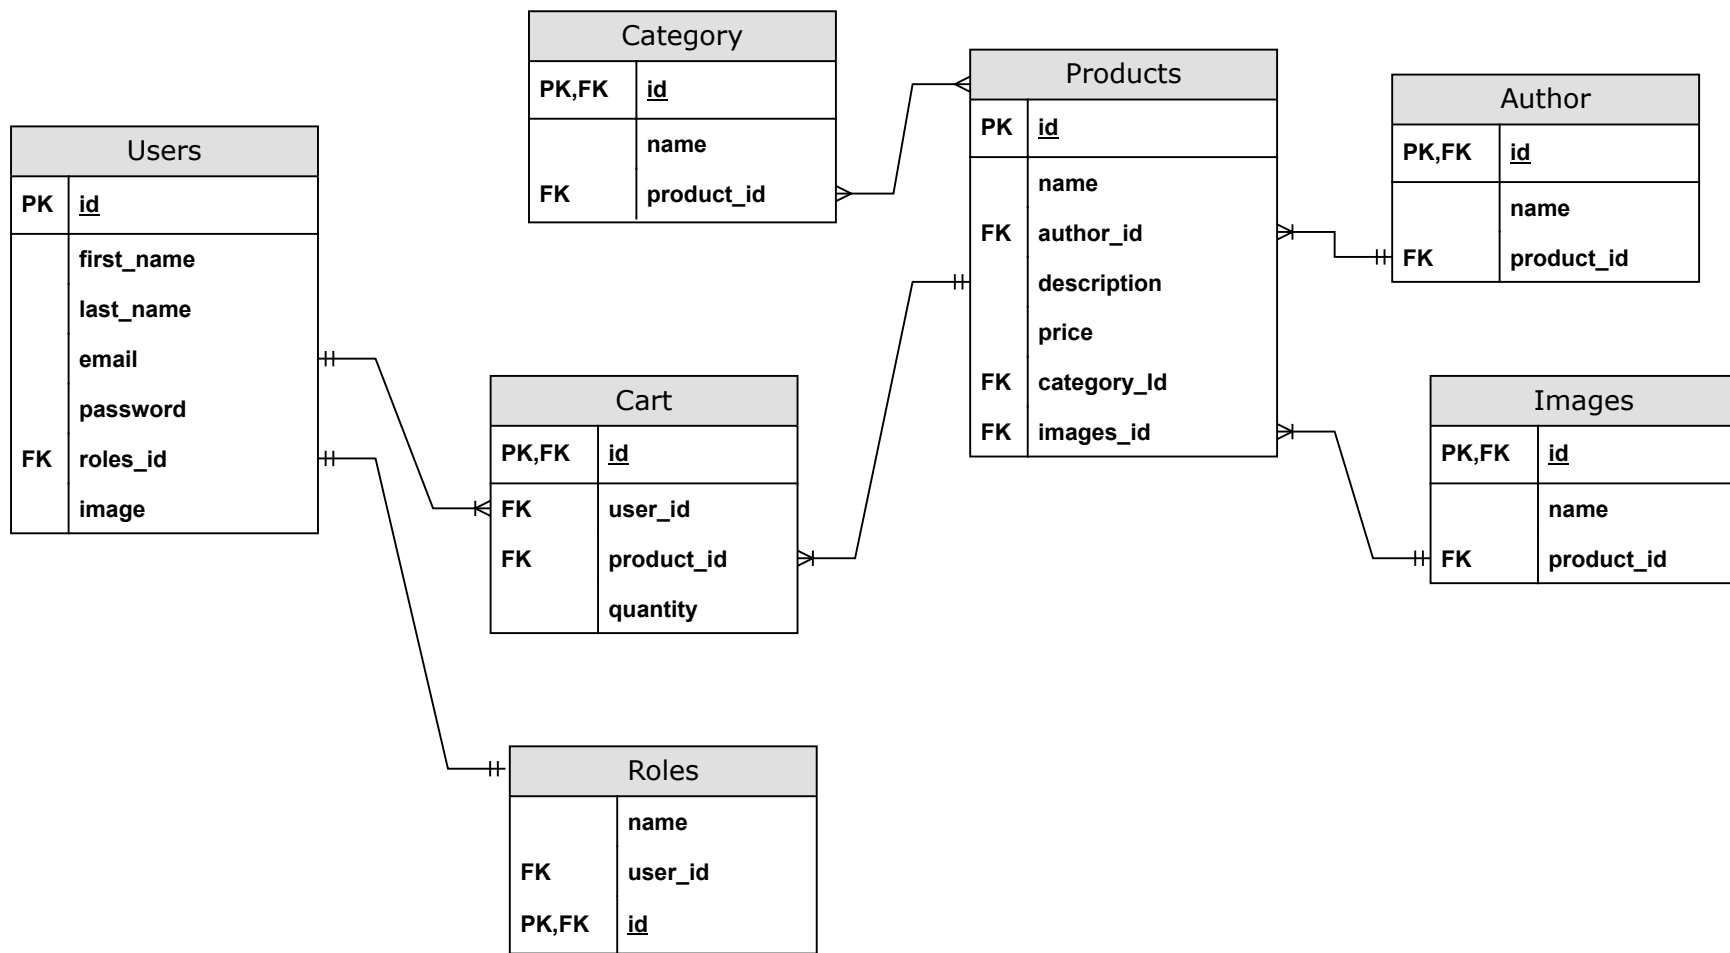 Category
PK,FK id
name
FK product_id
Products
PK id
name
FK author_id
description
price
FK category_Id
FK images_id
Author
PK,FK id
name
FK product_id
Users
PK id
first_name
last_name
email
password
FK roles_id
image
Cart
PK,FK id
FK user_id
FK product_id
quantity
Images
PK,FK id
name
FK product_id
Roles
name
FK user_id
PK,FK id